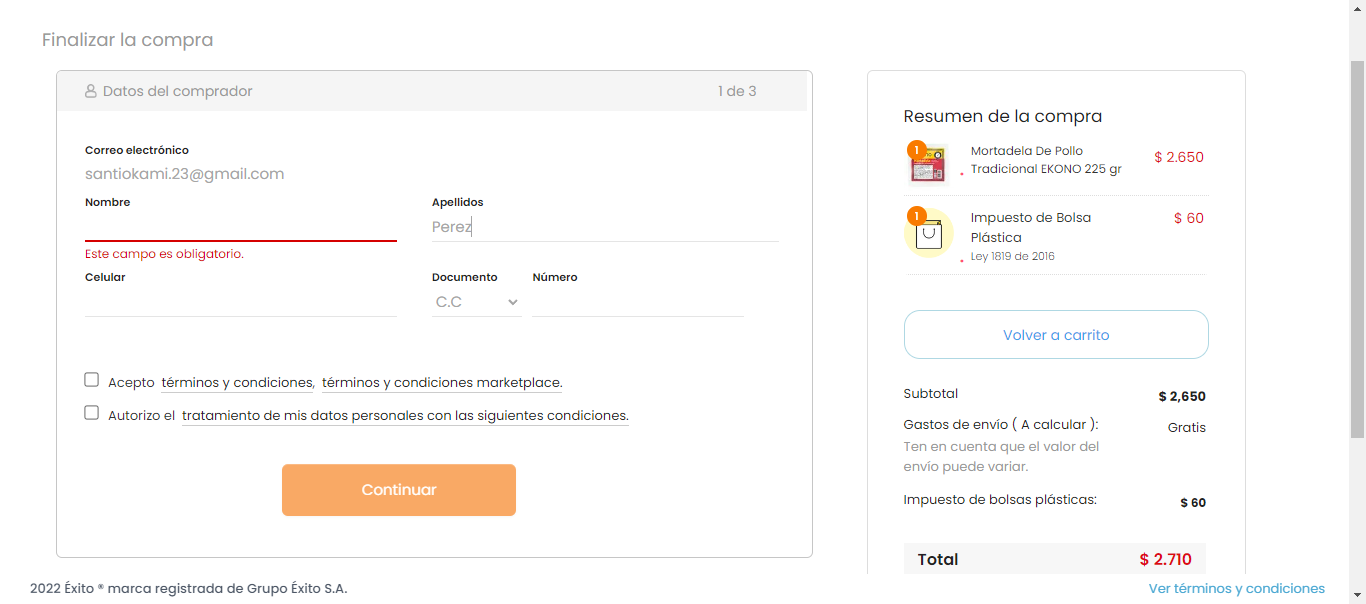 Finalizar la compra
Datos del comprador
1 de 3
Correo electrónico
santiokami.23@gmail.com
Nombre
Apellidos
Perez
Este campo es obligatorio.
Celular
Documento
Número
C.C
Acepto términos y condiciones, términos y condiciones marketplace.
Autorizo el tratamiento de mis datos personales con las siguientes condiciones.
Continuar
Resumen de la compra
1
Mortadela De Pollo
Tradicional EKONO 225 gr
$ 2.650
1
Impuesto de Bolsa
Plástica
Ley 1819 de 2016
$ 60
Volver a carrito
Subtotal
$ 2,650
Gastos de envío ( A calcular ):
Gratis
Ten en cuenta que el valor del
envío puede variar.
Impuesto de bolsas plásticas:
$ 60
Total
$ 2.710
2022 Éxito ® marca registrada de Grupo Éxito S.A.
Ver términos y condiciones